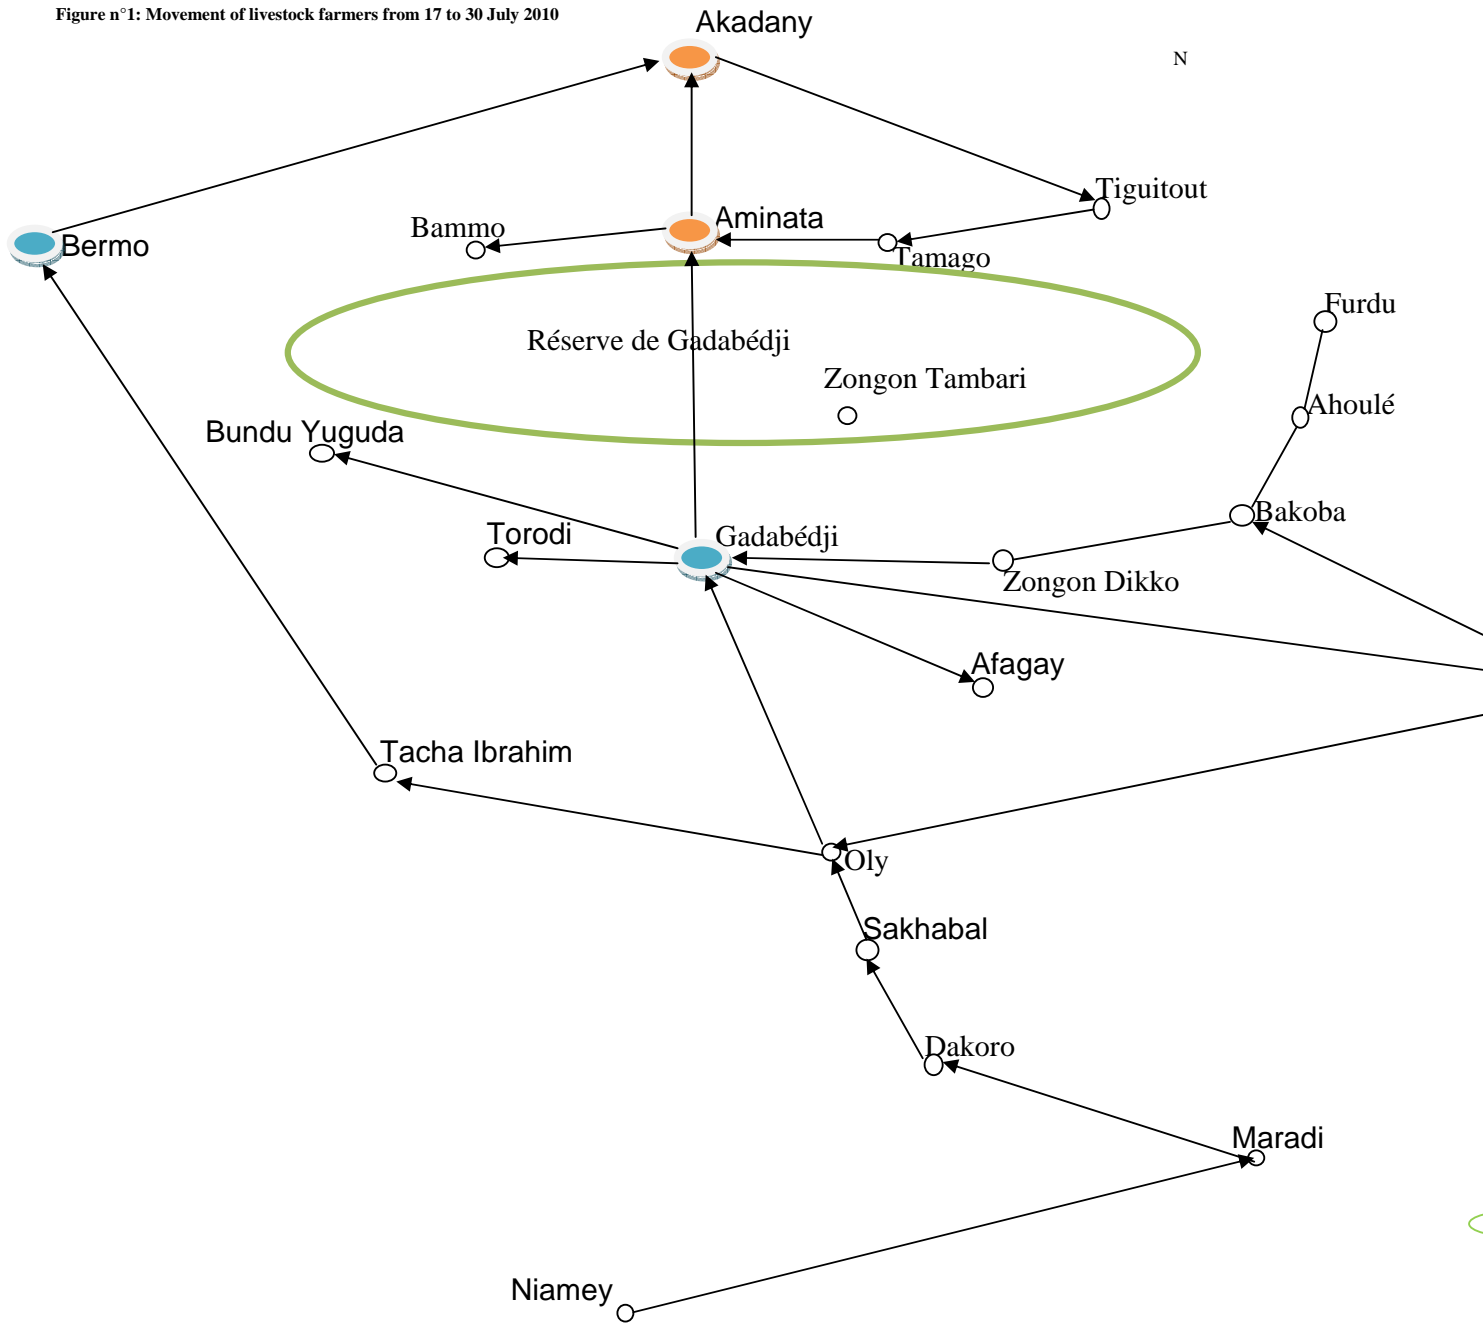 Figure n°1: Movement of livestock farmers from 17 to 30 July 2010
Akadany
N
Tiguitout
Aminata
Bammo
Bermo
Tamago
Furdu
Réserve de Gadabédji
Zongon Tambari
Ahoulé
Bundu Yuguda
Bakoba
Torodi
Gadabédji
Zongon Dikko
Afagay
Tacha Ibrahim
Oly
Sakhabal
Dakoro
Maradi
Niamey